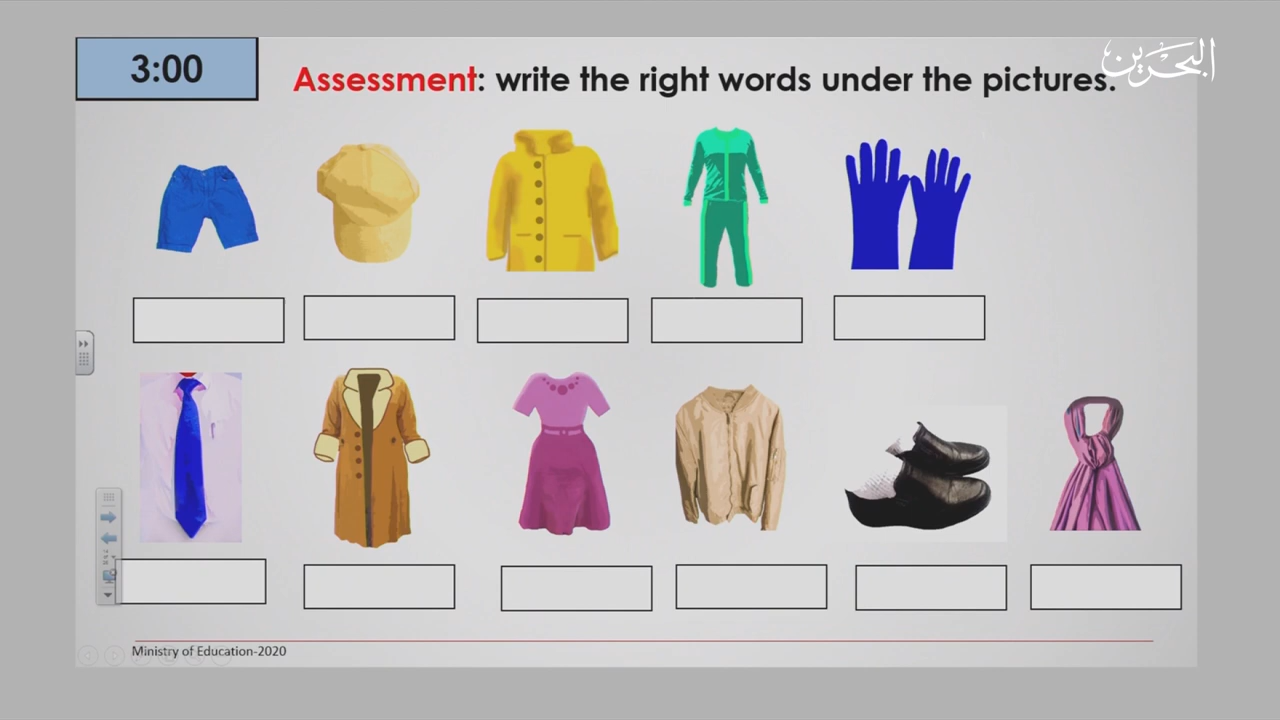 3:00
Assessment: write the right words under the pictures.
البحرين
Ministry of Education-2020